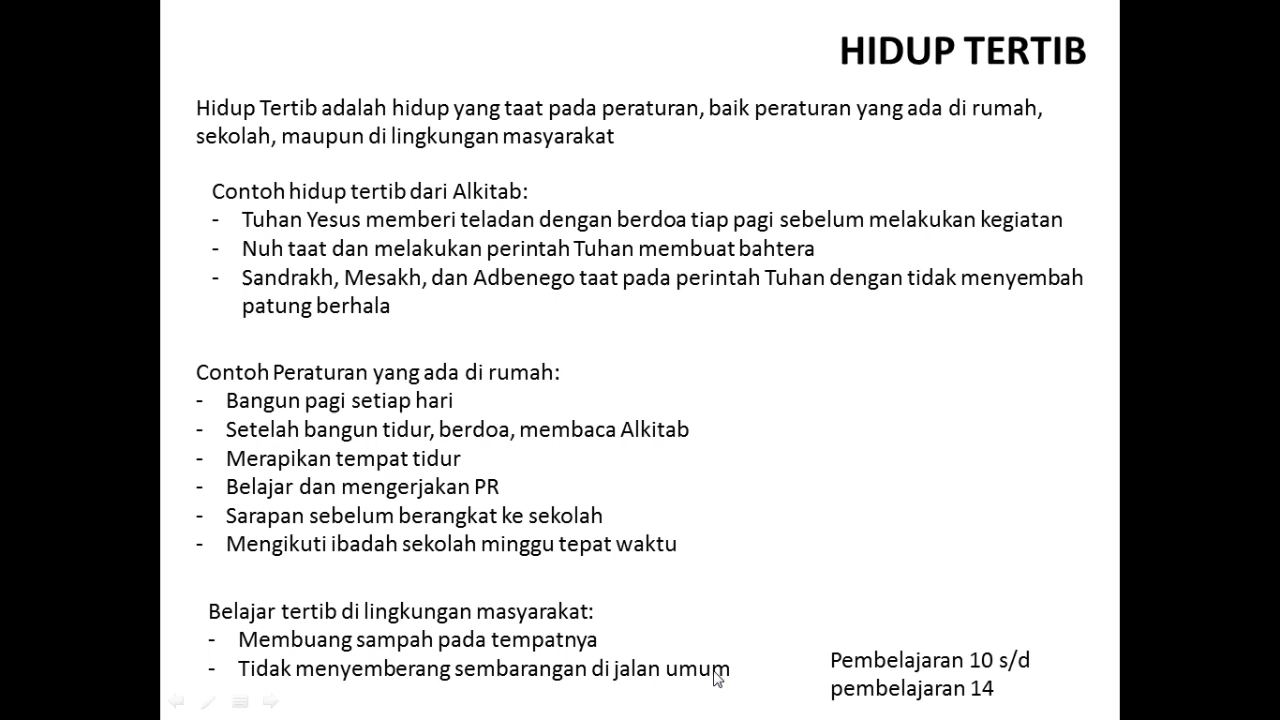 HIDUP TERTIB
Hidup Tertib adalah hidup yang taat pada peraturan, baik peraturan yang ada di rumah,
sekolah, maupun di lingkungan masyarakat
Contoh hidup tertib dari Alkitab:
- Tuhan Yesus memberi teladan dengan berdoa tiap pagi sebelum melakukan kegiatan
- Nuh taat dan melakukan perintah Tuhan membuat bahtera
- Sandrakh, Mesakh, dan Adbenego taat pada perintah Tuhan dengan tidak menyembah
patung berhala
Contoh Peraturan yang ada di rumah:
- Bangun pagi setiap hari
- Setelah bangun tidur, berdoa, membaca Alkitab
- Merapikan tempat tidur
- Belajar dan mengerjakan PR
- Sarapan sebelum berangkat ke sekolah
- Mengikuti ibadah sekolah minggu tepat waktu
Belajar tertib di lingkungan masyarakat:
- Membuang sampah pada tempatnya
- Tidak menyemberang sembarangan di jalan umum
Pembelajaran 10 s/d
pembelajaran 14